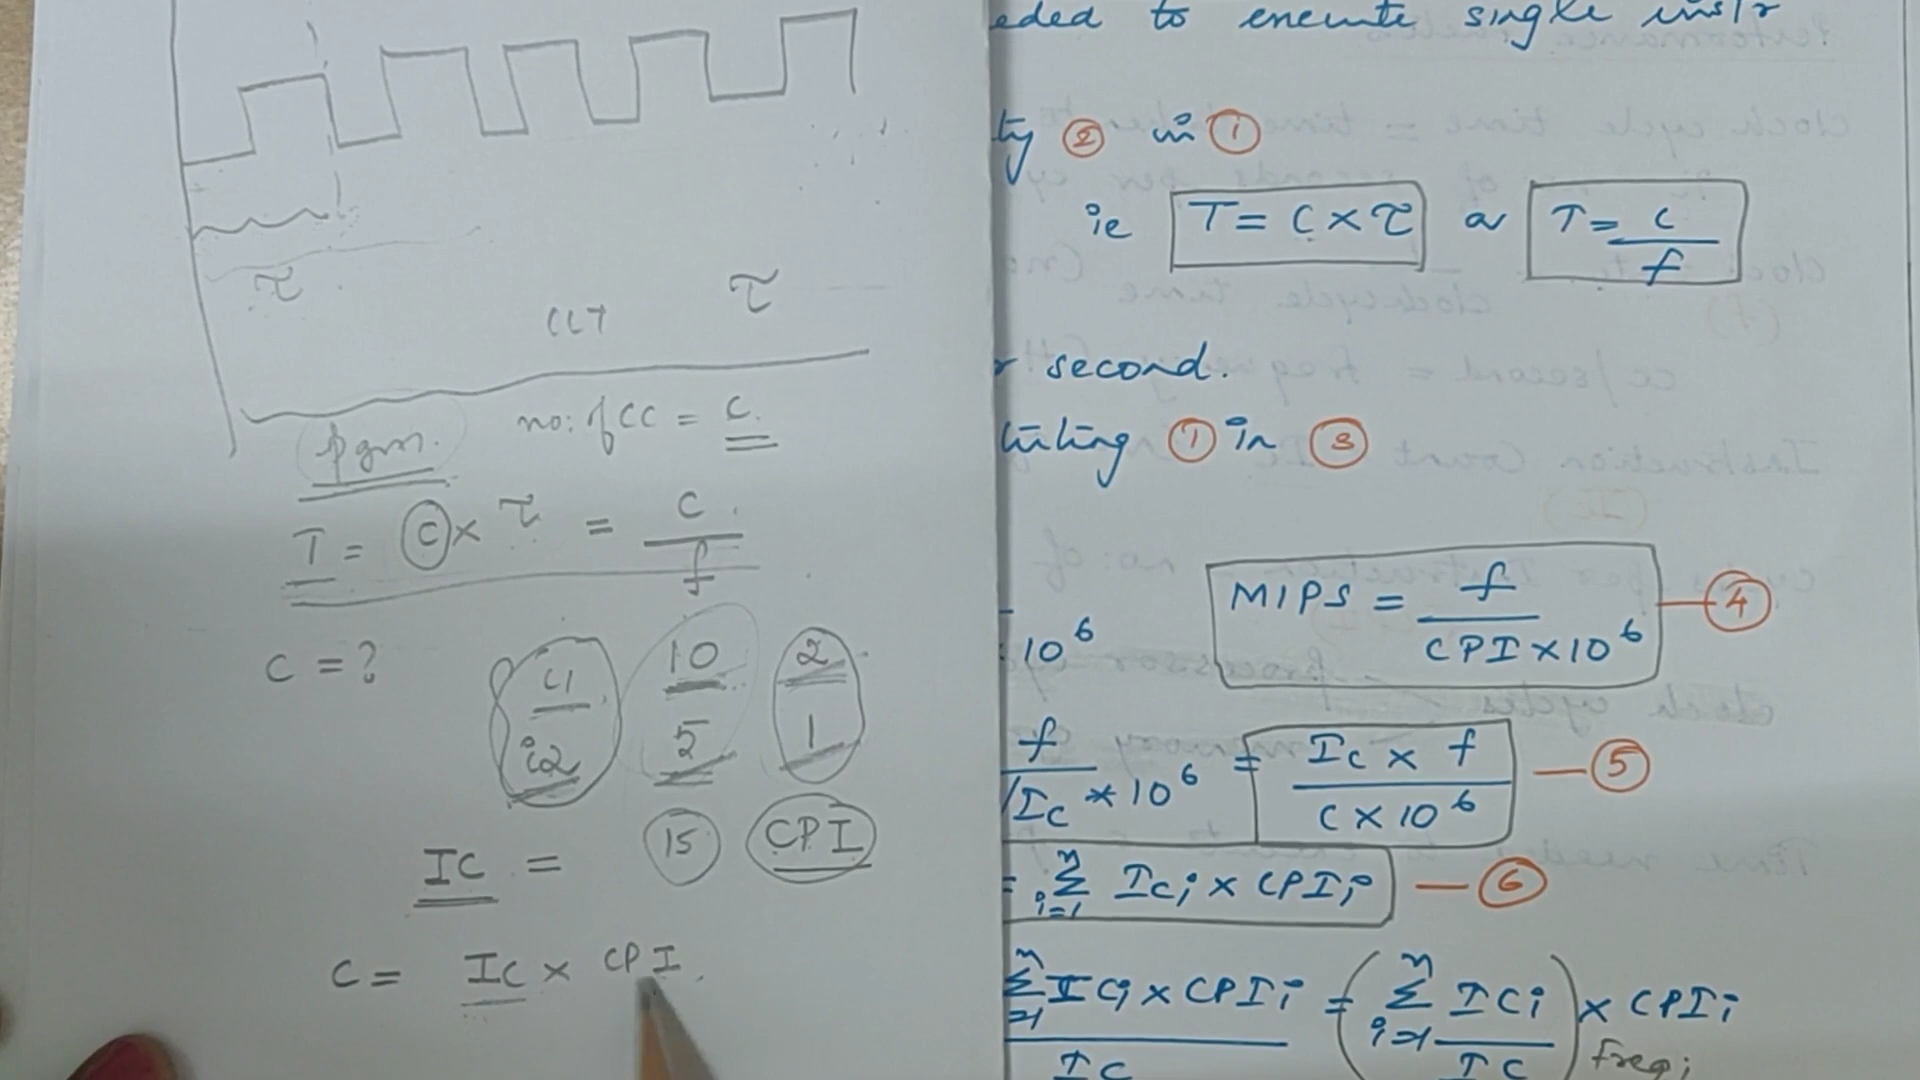 τ
CCT τ
pgm. no: of CC = C.
T = C × τ = C / f
C = ?
i1 10 2
i2 5 1
IC = 15 CPI
C = IC × CPI.
eded to execute single instr
② in ①
ie T = C × τ or T = C / f
second.
① in ③
10^6 MIPS = f / CPI × 10^6 — ④
f / Ic * 10^6 = Ic × f / C × 10^6 — ⑤
= n Σ i=1 Ici × CPIi — ⑥
n Σ ICi × CPIi / IC = ( n Σ i=1 ICi / IC ) × CPIi
freqi